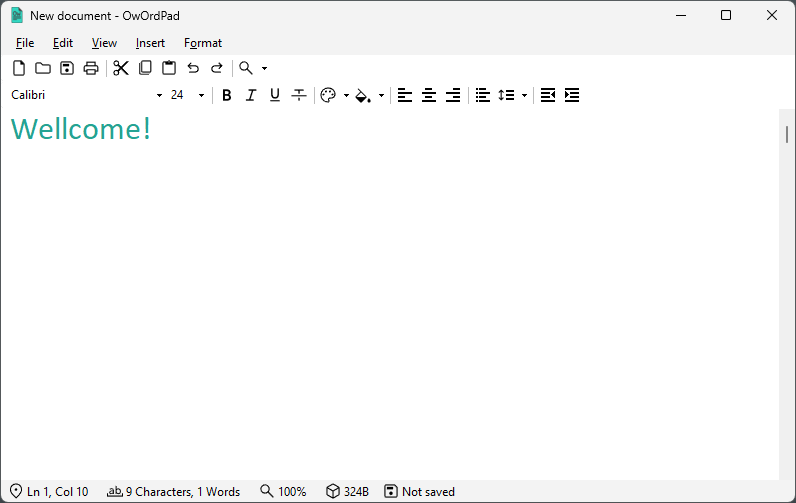 New document - OwOrdPad
File Edit View Insert Format
Calibri 24 B I U T
Wellcome!
Ln 1, Col 10 ab 9 Characters, 1 Words 100% 324B Not saved